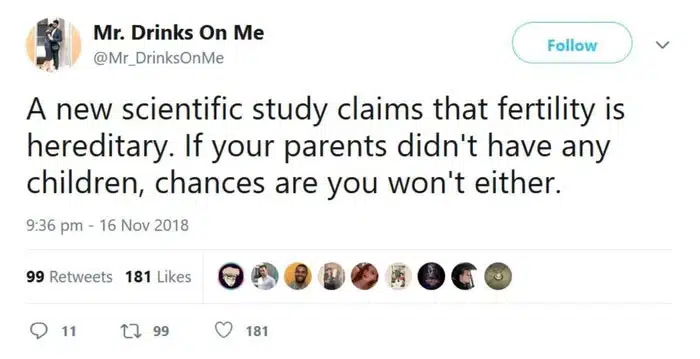 Mr. Drinks On Me
@Mr_DrinksOnMe
Follow
A new scientific study claims that fertility is
hereditary. If your parents didn't have any
children, chances are you won't either.
9:36 pm - 16 Nov 2018
99 Retweets 181 Likes
11 99 181